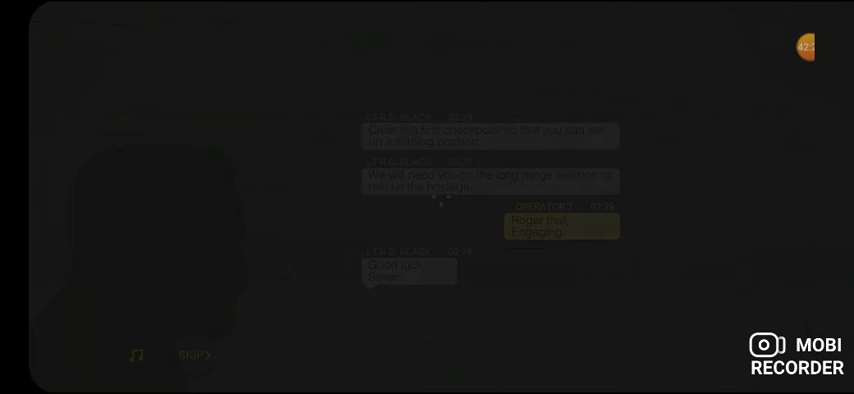 LT R.D. BLACK 02:29
Clear this first checkpoint so that you can set
up a sniping position.
LT R.D. BLACK 02:29
We will need you on the long range weapon to
rescue the hostage.
OPERATOR 7 02:29
Roger that.
Engaging.
LT R.D. BLACK 02:29
Good luck,
Seven.
SKIP
MOBI
RECORDER